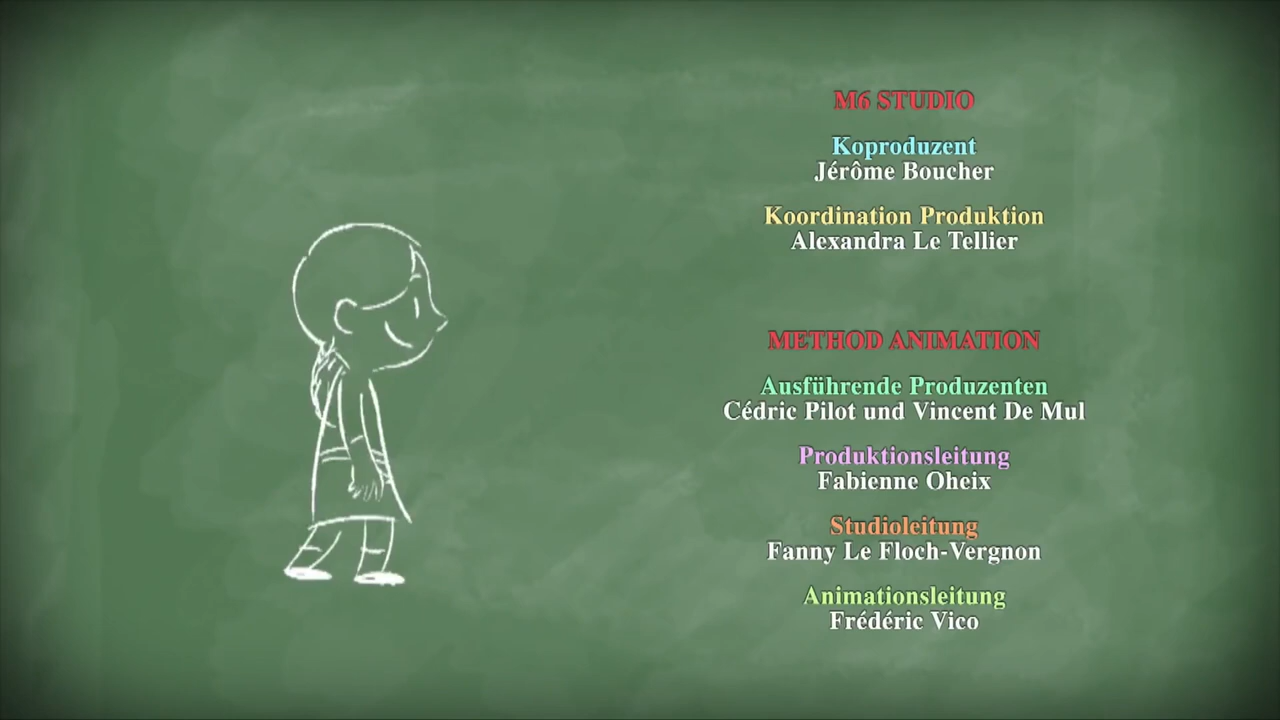 M6 STUDIO
Koproduzent
Jérôme Boucher
Koordination Produktion
Alexandra Le Tellier
METHOD ANIMATION
Ausführende Produzenten
Cédric Pilot und Vincent De Mul
Produktionsleitung
Fabienne Oheix
Studioleitung
Fanny Le Floch-Vergnon
Animationsleitung
Frédéric Vico